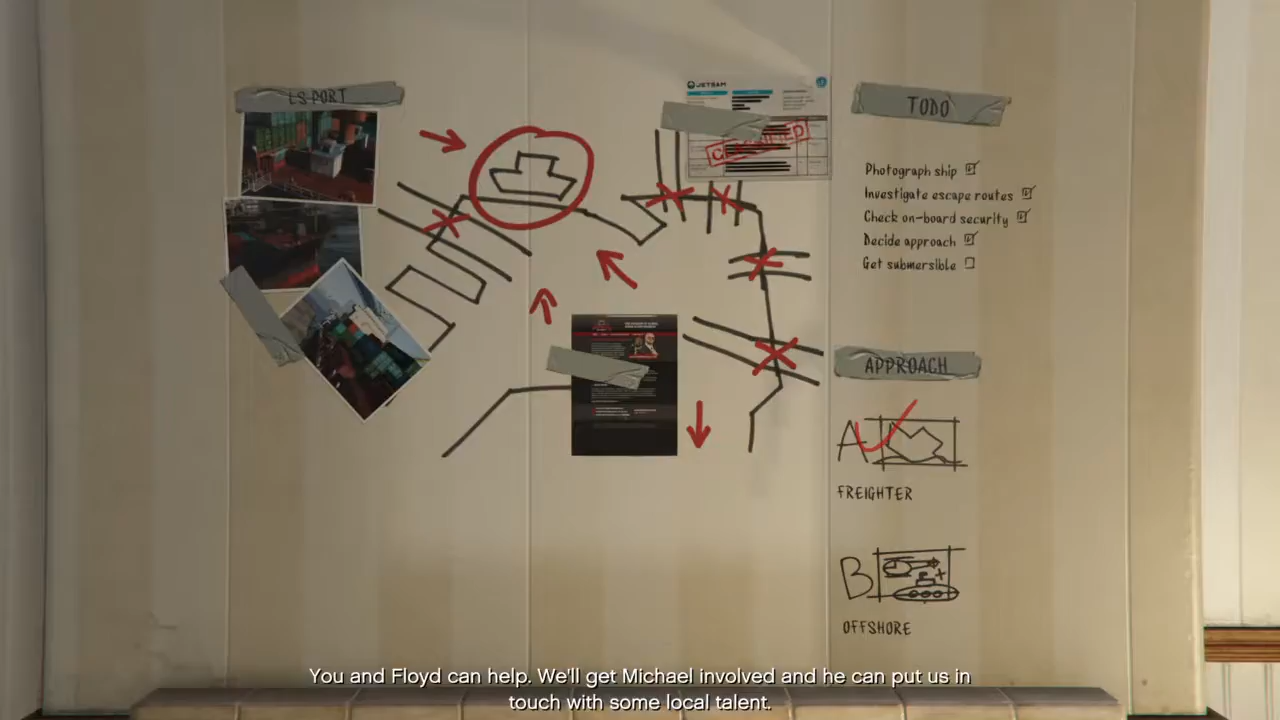 LS PORT
JETSAM
CLASSIFIED
TODO
Photograph ship
Investigate escape routes
Check on-board security
Decide approach
Get submersible
APPROACH
A
FREIGHTER
B
OFFSHORE
You and Floyd can help. We'll get Michael involved and he can put us in
touch with some local talent.